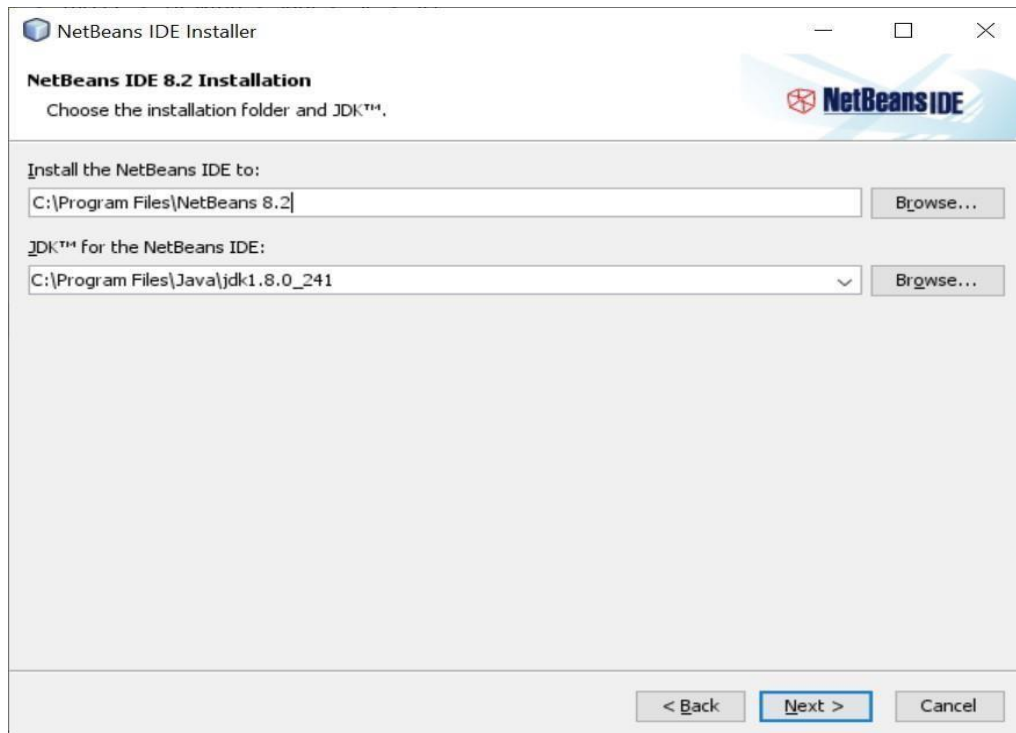 NetBeans IDE Installer
NetBeans IDE 8.2 Installation
Choose the installation folder and JDK™.
NetBeans IDE
Install the NetBeans IDE to:
C:\Program Files\NetBeans 8.2
Browse...
JDK™ for the NetBeans IDE:
C:\Program Files\Java\jdk1.8.0_241
Browse...
< Back
Next >
Cancel